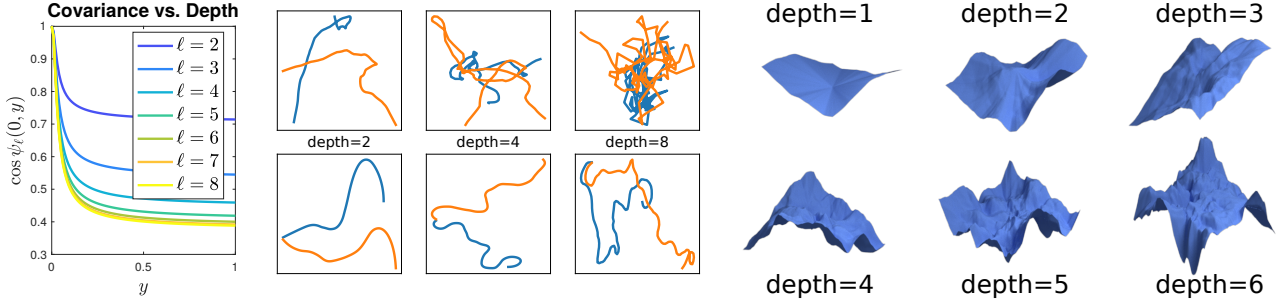 Covariance vs. Depth
1
0.9
0.8
0.7
0.6
0.5
0.4
0.3
0
0.5
1
y
cos ψℓ(0, y)
ℓ = 2
ℓ = 3
ℓ = 4
ℓ = 5
ℓ = 6
ℓ = 7
ℓ = 8
depth=2
depth=4
depth=8
depth=1
depth=2
depth=3
depth=4
depth=5
depth=6